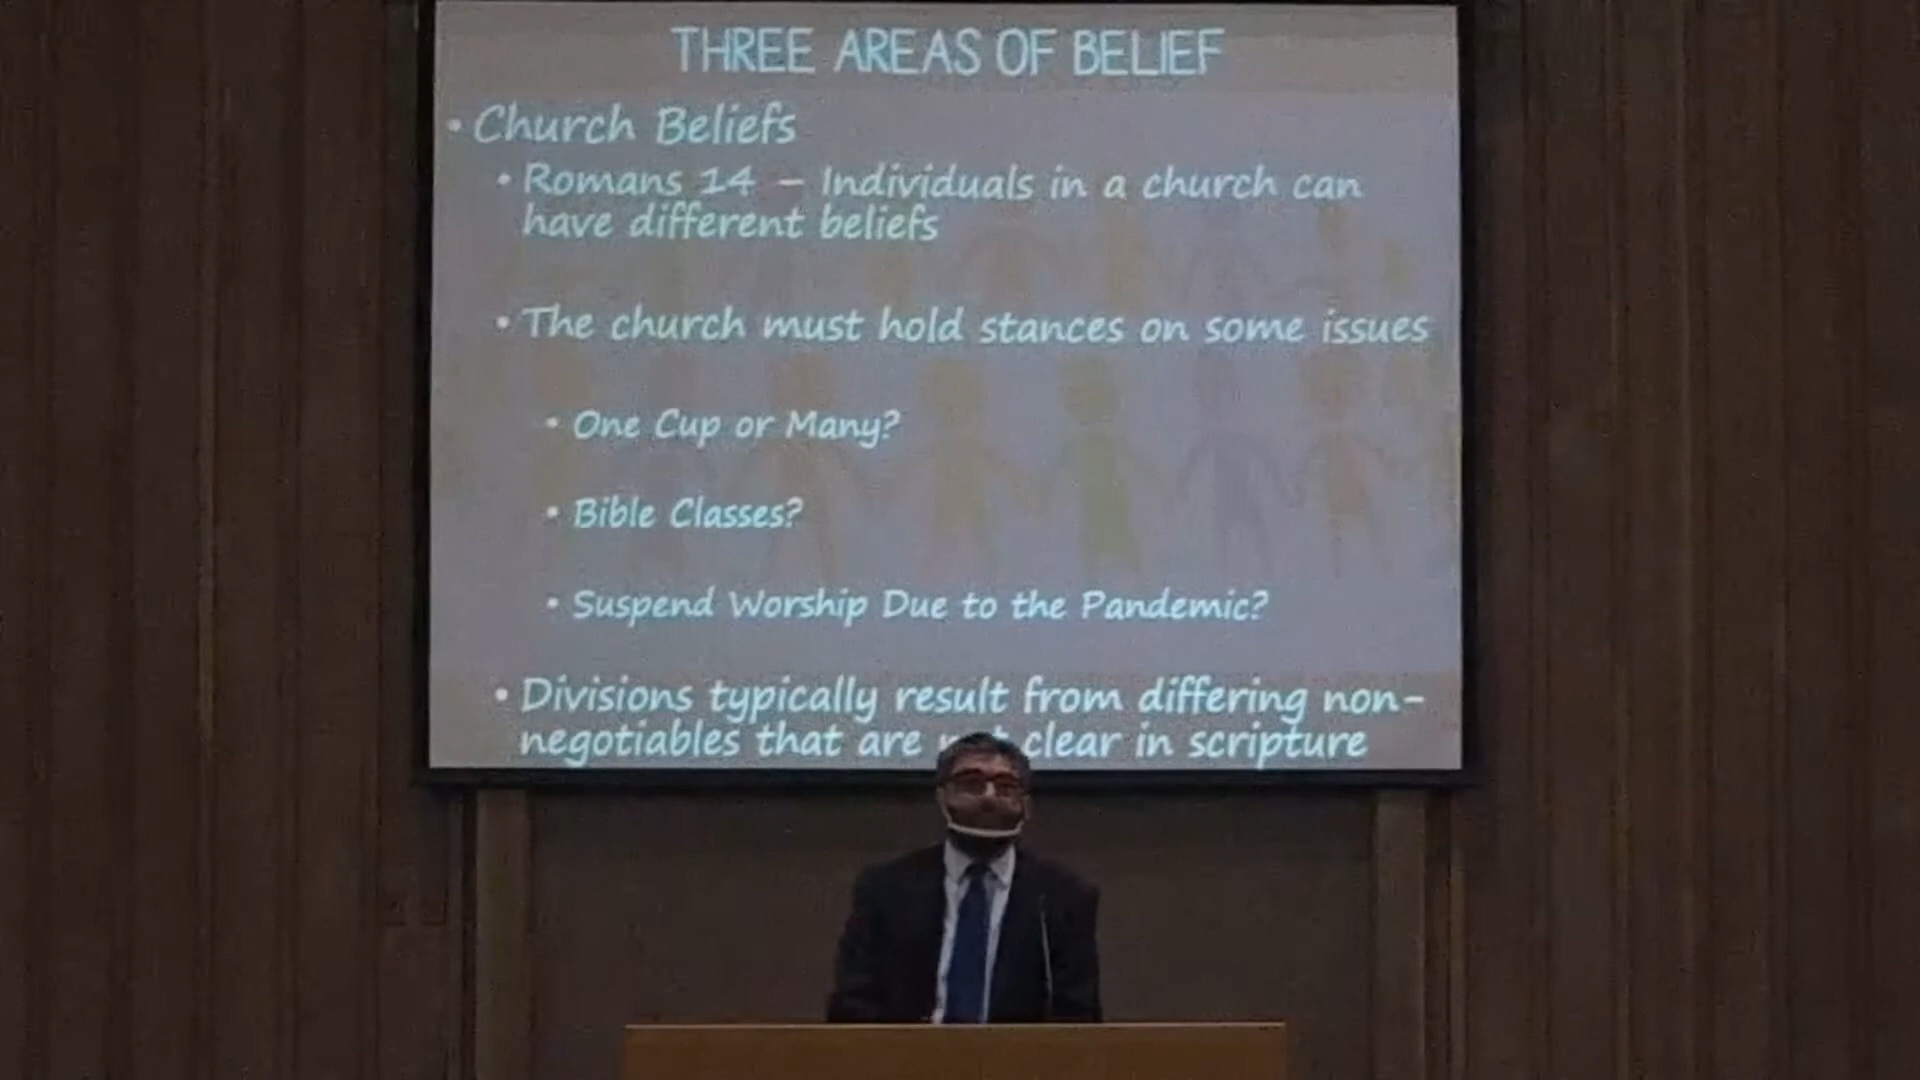 THREE AREAS OF BELIEF
• Church Beliefs
• Romans 14 – Individuals in a church can
have different beliefs
• The church must hold stances on some issues
• One Cup or Many?
• Bible Classes?
• Suspend Worship Due to the Pandemic?
• Divisions typically result from differing non-
negotiables that are not clear in scripture